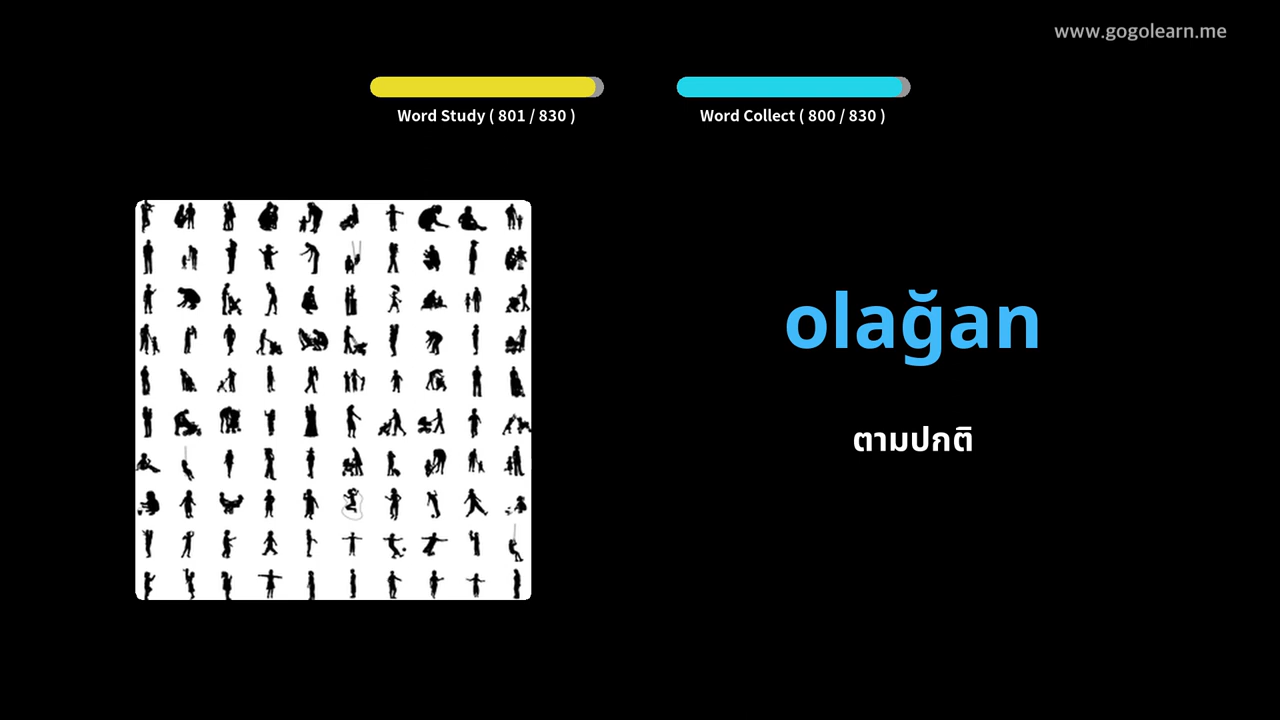 www.gogolearn.me
Word Study ( 801 / 830 )
Word Collect ( 800 / 830 )
olağan
ตามปกติ